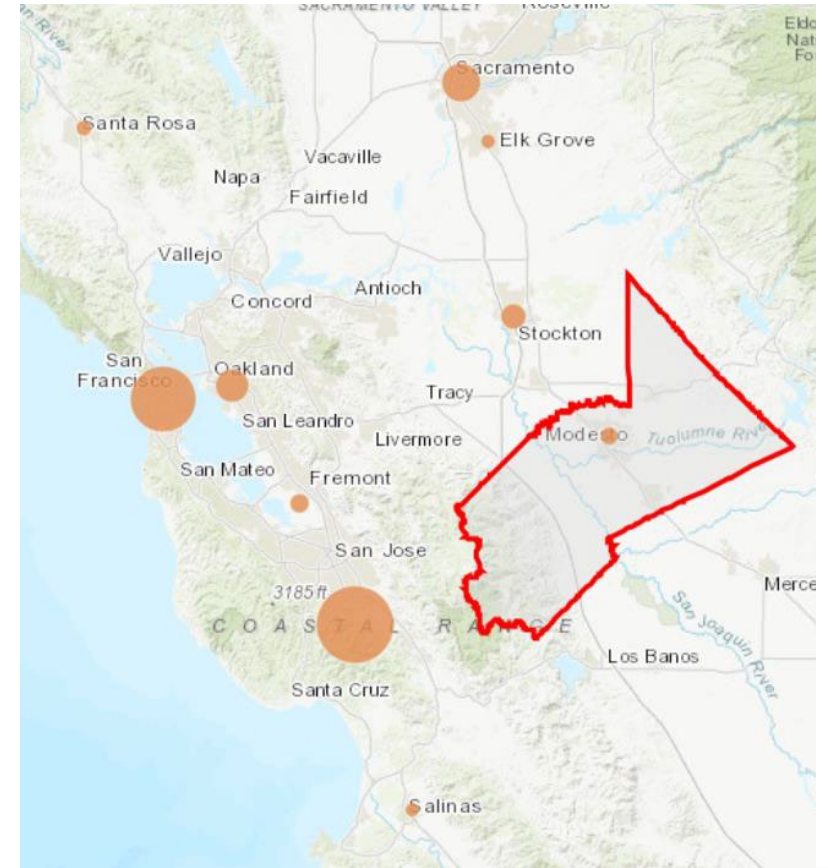 SACRAMENTO VALLEY
Sacramento
Santa Rosa
Elk Grove
Vacaville
Napa
Fairfield
Vallejo
Antioch
Concord
Stockton
San
Francisco
Oakland
Tracy
San Leandro
Livermore
Modesto
Tuolumne
San Mateo
Fremont
San Jose
3185 ft
COASTAL RANGE
San Joaquin
River
Los Banos
Santa Cruz
Salinas